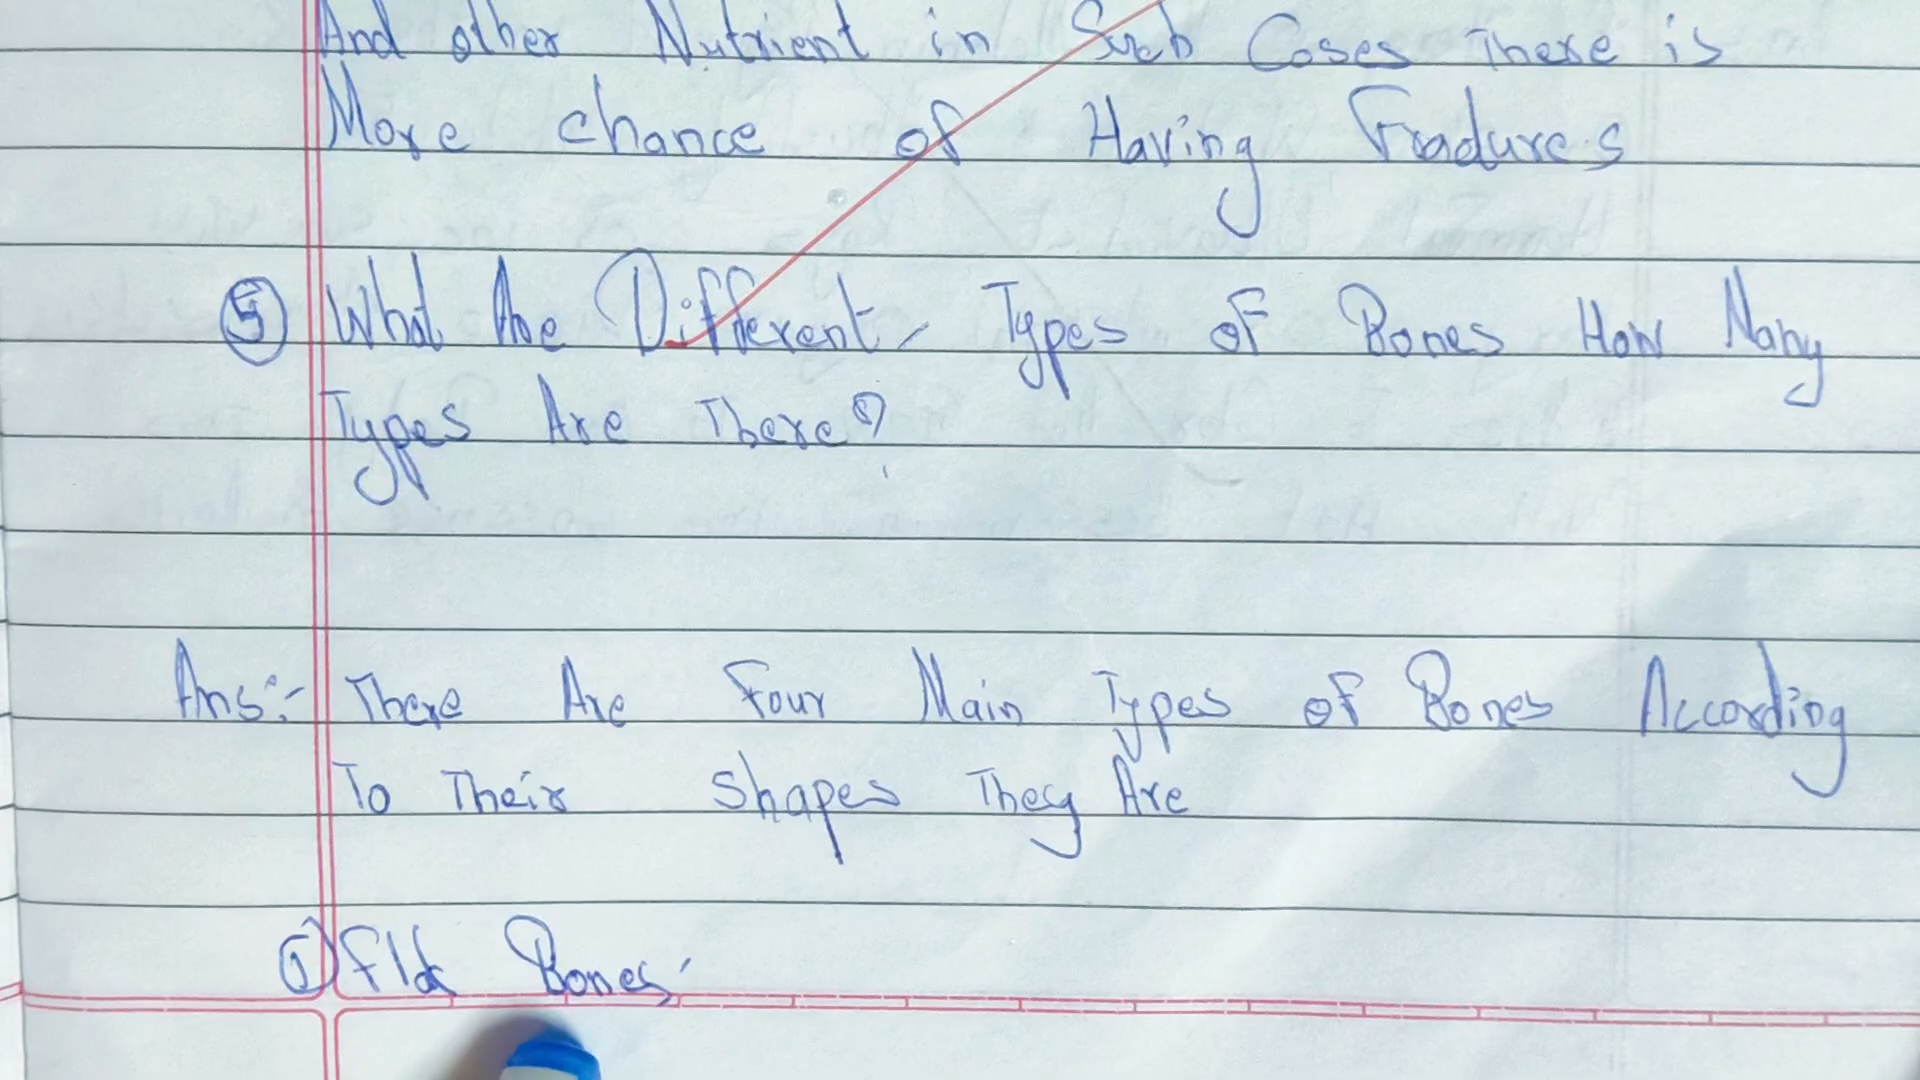 And other Nutrient in Such Cases There is
More chance of Having Fractures
5 What Are Different Types of Bones How Many
Types Are There?
Ans:- There Are Four Main Types of Bones According
To Their Shapes They Are
Flat Bones